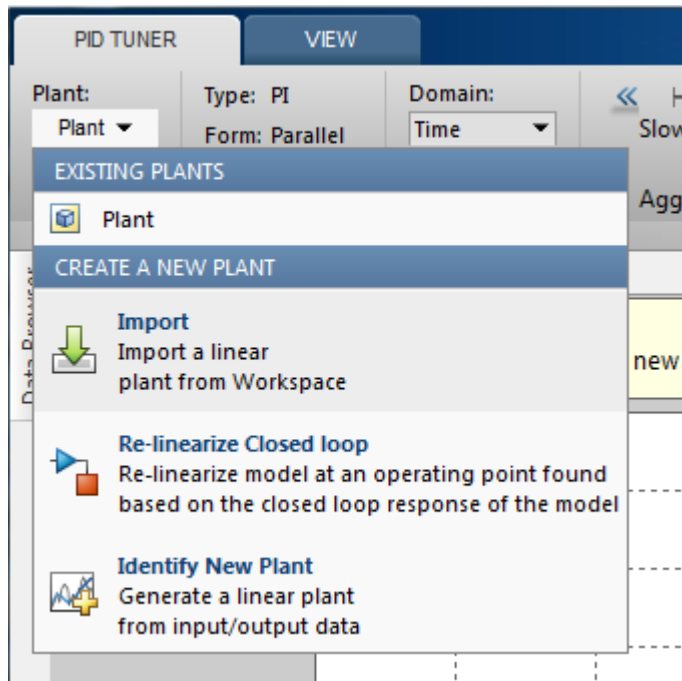 PID TUNER
VIEW
Plant:
Type: PI
Domain:
Plant
Form: Parallel
Time
EXISTING PLANTS
Plant
CREATE A NEW PLANT
Import
Import a linear
plant from Workspace
new
Re-linearize Closed loop
Re-linearize model at an operating point found
based on the closed loop response of the model
Identify New Plant
Generate a linear plant
from input/output data
Data Browser